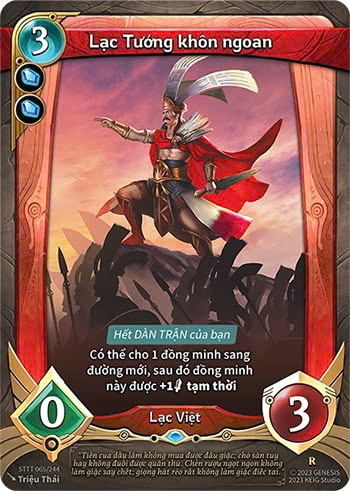 3
Lạc Tướng khôn ngoan
Hết DÀN TRẬN của bạn
Có thể cho 1 đồng minh sang
đường mới, sau đó đồng minh
này được +1 tạm thời
0
Lạc Việt
3
R
STTT 065/244
Triệu Thái
"Tiền của dẫu lắm không mua được đầu giặc; chó săn tuy
hay không đuổi được quân thù. Chén rượu ngọt ngon không
làm giặc say chết; giọng hát réo rắt không làm giặc điếc tai."
© 2023 GENESIS
2023 KEIG Studio